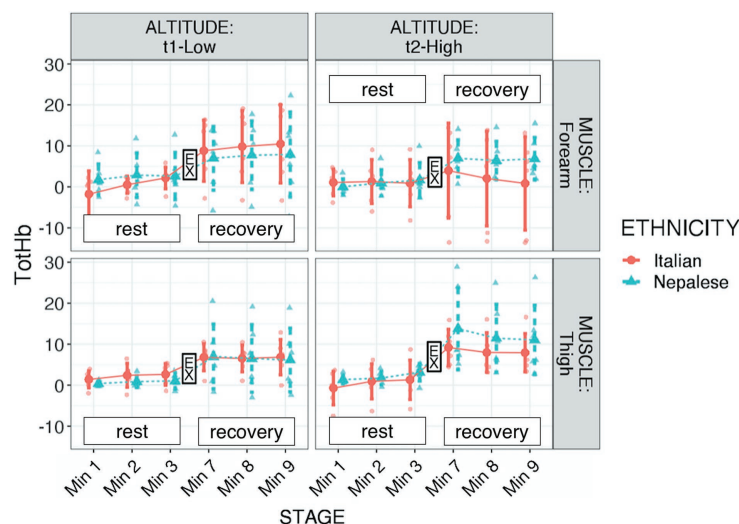 ALTITUDE:
t1-Low
ALTITUDE:
t2-High
TotHb
30
20
10
0
-10
rest
recovery
EX
rest
recovery
EX
MUSCLE:
Forearm
30
20
10
0
-10
rest
recovery
EX
rest
recovery
EX
MUSCLE:
Thigh
Min 1
Min 2
Min 3
Min 7
Min 8
Min 9
Min 1
Min 2
Min 3
Min 7
Min 8
Min 9
STAGE
ETHNICITY
Italian
Nepalese